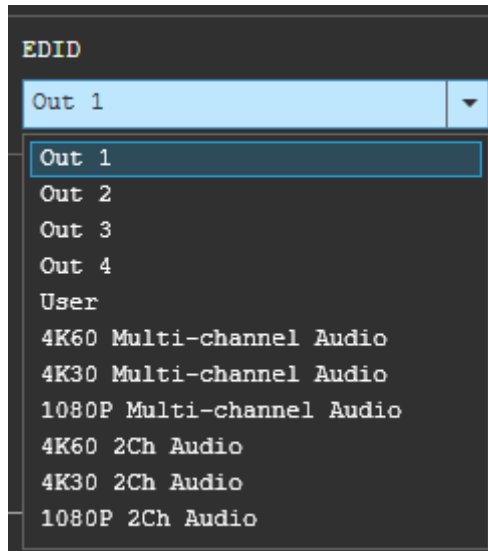 EDID
Out 1
Out 1
Out 2
Out 3
Out 4
User
4K60 Multi-channel Audio
4K30 Multi-channel Audio
1080P Multi-channel Audio
4K60 2Ch Audio
4K30 2Ch Audio
1080P 2Ch Audio